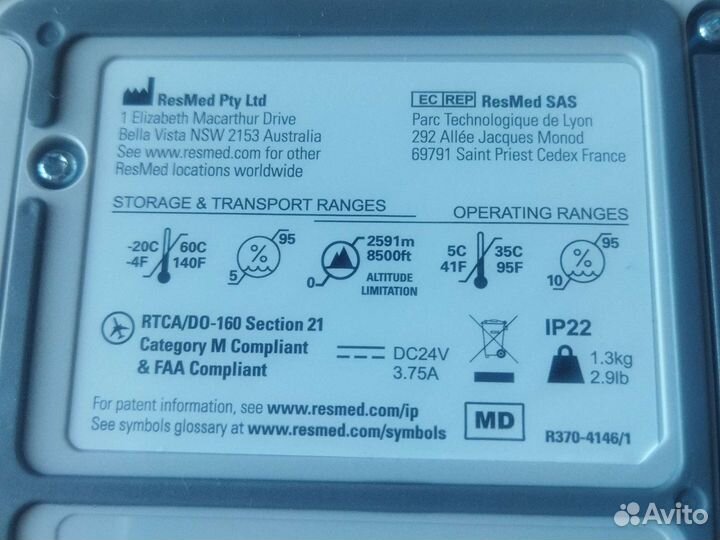 ResMed Pty Ltd
1 Elizabeth Macarthur Drive
Bella Vista NSW 2153 Australia
See www.resmed.com for other
ResMed locations worldwide
EC REP ResMed SAS
Parc Technologique de Lyon
292 Allée Jacques Monod
69791 Saint Priest Cedex France
STORAGE & TRANSPORT RANGES
-20C 60C
-4F 140F
5 % 95
0 2591m
8500ft
ALTITUDE
LIMITATION
OPERATING RANGES
5C 35C
41F 95F
10 % 95
RTCA/DO-160 Section 21
Category M Compliant
& FAA Compliant
DC24V
3.75A
IP22
1.3kg
2.9lb
For patent information, see www.resmed.com/ip
See symbols glossary at www.resmed.com/symbols
MD
R370-4146/1
Avito